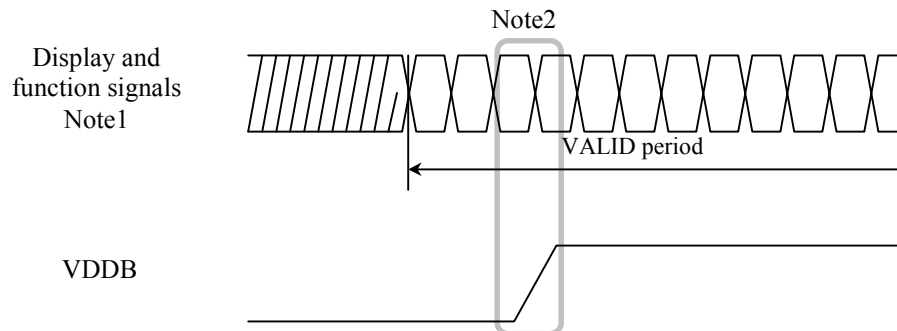 Note2
Display and
function signals
Note1
VALID period
VDDB